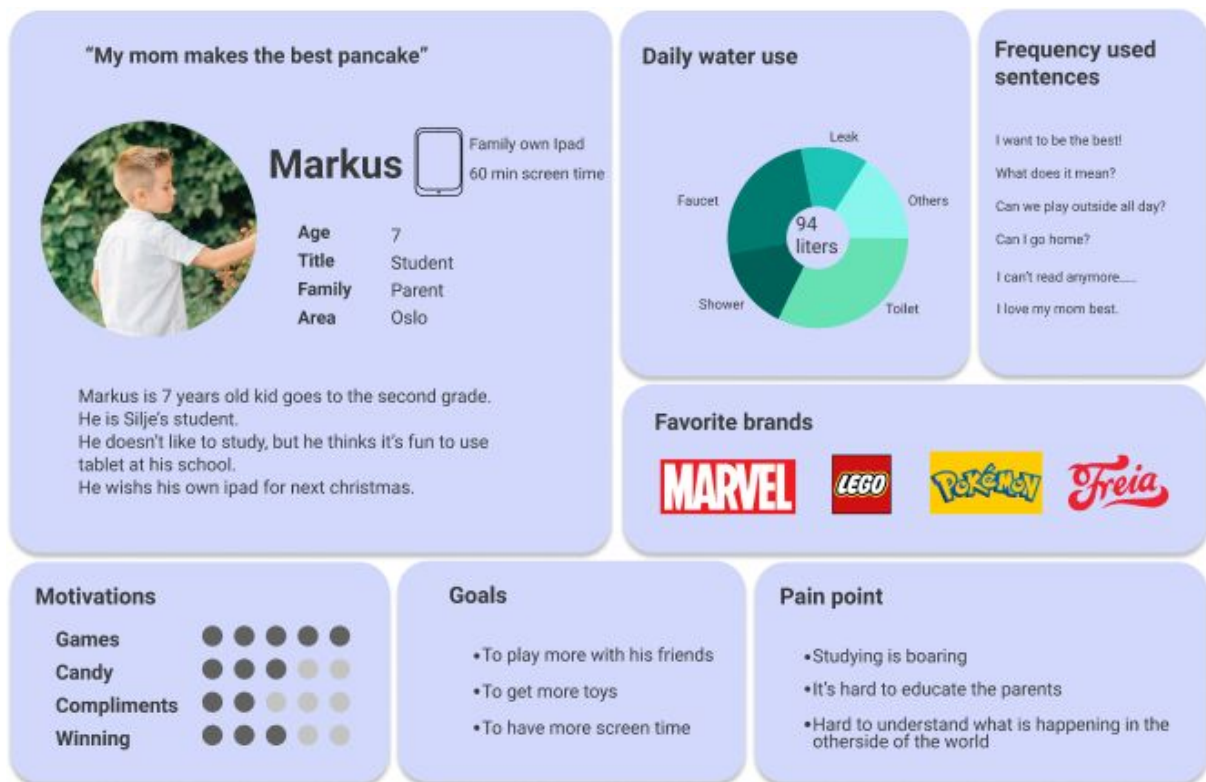 “My mom makes the best pancake”
Markus
Family own Ipad
60 min screen time
Age 7
Title Student
Family Parent
Area Oslo
Markus is 7 years old kid goes to the second grade.
He is Silje's student.
He doesn't like to study, but he thinks it's fun to use
tablet at his school.
He wishs his own ipad for next christmas.
Daily water use
Leak
Faucet
Others
94
liters
Shower
Toilet
Frequency used
sentences
I want to be the best!
What does it mean?
Can we play outside all day?
Can I go home?
I can't read anymore.....
I love my mom best.
Favorite brands
MARVEL
LEGO
POKéMON
Freia
Motivations
Games
Candy
Compliments
Winning
Goals
•To play more with his friends
•To get more toys
•To have more screen time
Pain point
•Studying is boaring
•It's hard to educate the parents
•Hard to understand what is happening in the
otherside of the world